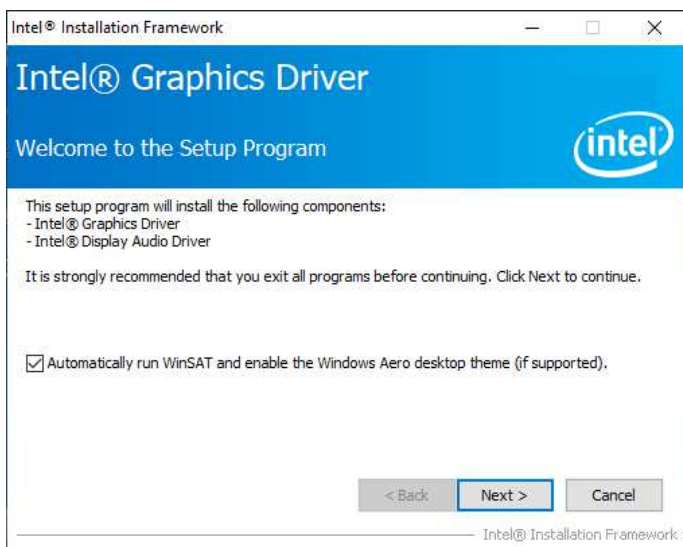 Intel® Installation Framework
Intel® Graphics Driver
Welcome to the Setup Program
intel
This setup program will install the following components:
- Intel® Graphics Driver
- Intel® Display Audio Driver
It is strongly recommended that you exit all programs before continuing. Click Next to continue.
Automatically run WinSAT and enable the Windows Aero desktop theme (if supported).
< Back Next > Cancel
Intel® Installation Framework